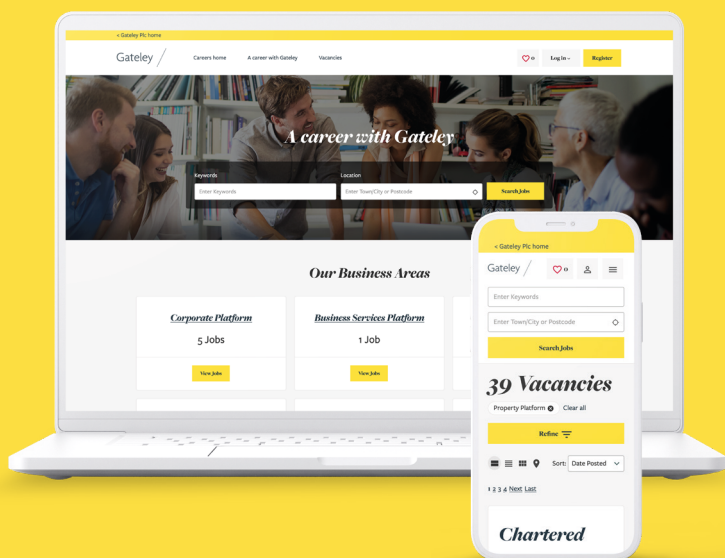 < Gateley Plc home
Gateley
Careers home
A career with Gateley
Vacancies
0
Log in
Register
A career with Gateley
Keywords
Location
Enter Keywords
Enter Town/City or Postcode
Search Jobs
Our Business Areas
Corporate Platform
5 Jobs
View Jobs
Business Services Platform
1 Job
View Jobs
< Gateley Plc home
Gateley
0
Enter Keywords
Enter Town/City or Postcode
Search Jobs
39 Vacancies
Property Platform
Clear all
Refine
Sort:
Date Posted
1 2 3 4 Next Last
Chartered